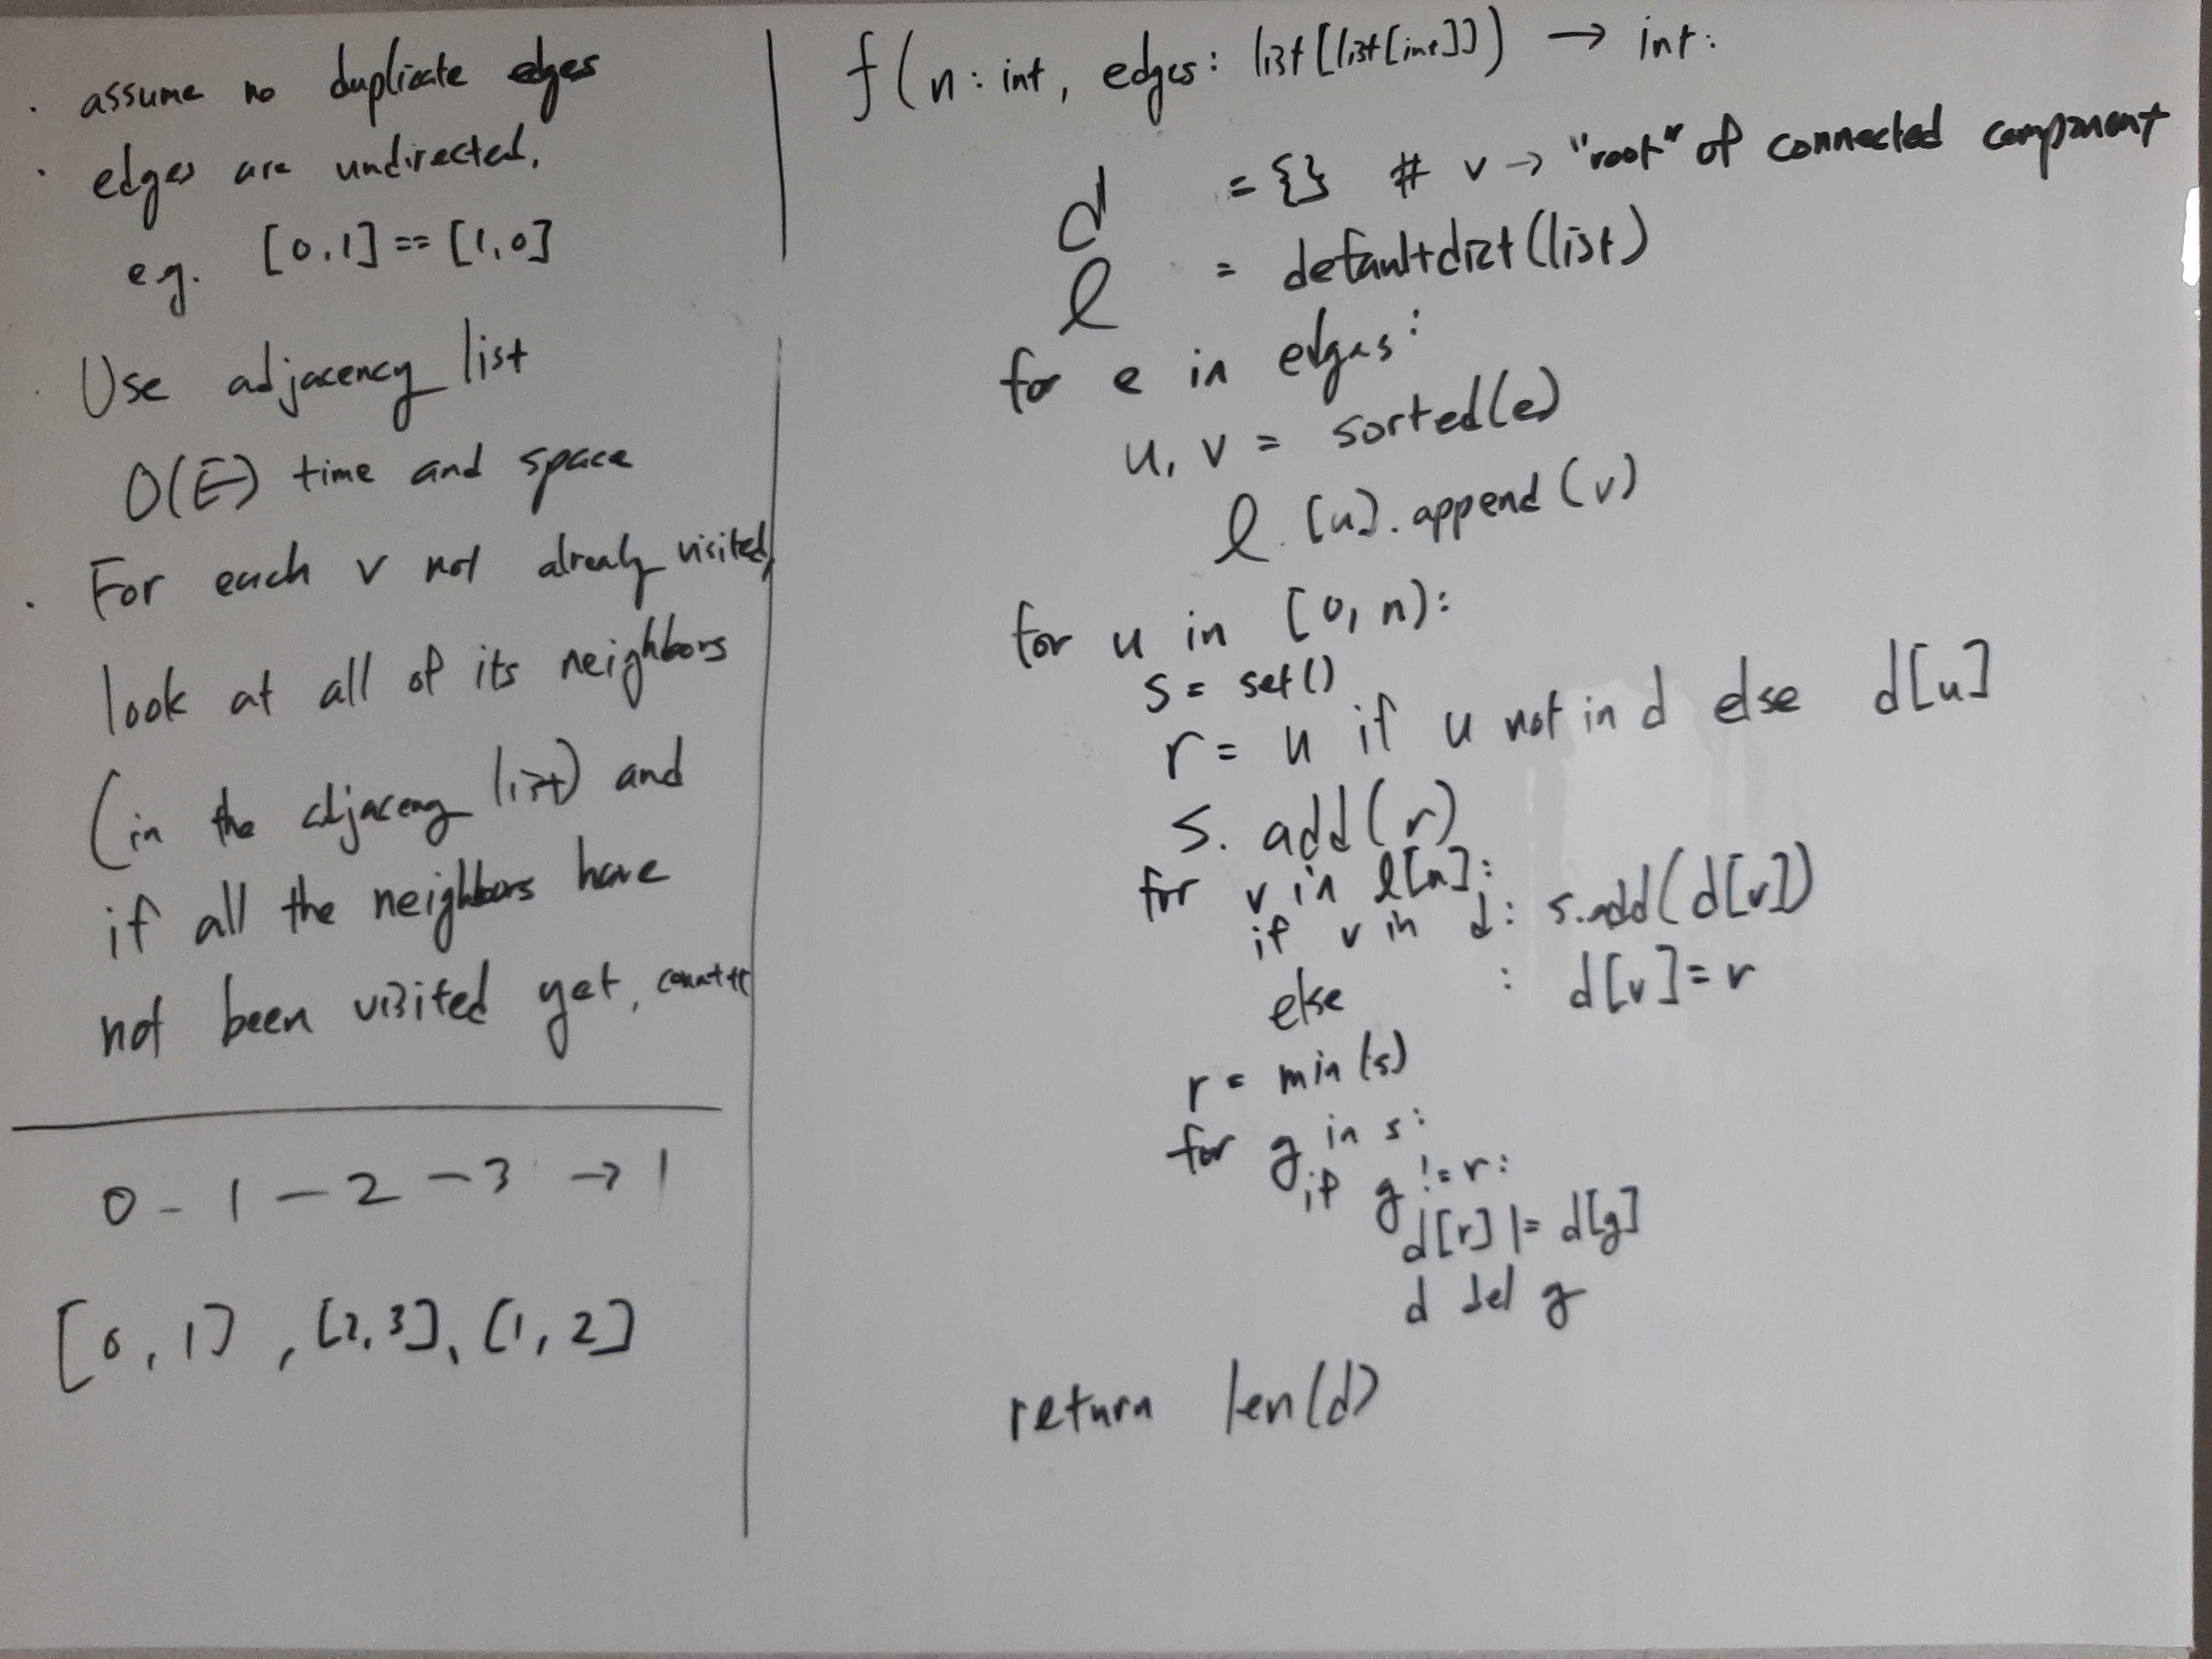 · assume no duplicate edges
· edges are undirected,
e.g. [0,1] == [1,0]
· Use adjacency list
O(E) time and space
· For each v not already visited,
look at all of its neighbors
(in the adjacency list) and
if all the neighbors have
not been visited yet, count++
0 - 1 - 2 - 3 → 1
[0,1], [2,3], [1,2]
f(n: int, edges: list[list[int]]) → int:
d = {} # v → "root" of connected component
l = defaultdict(list)
for e in edges:
u, v = sorted(e)
l.[u].append(v)
for u in [0, n):
s = set()
r = u if u not in d else d[u]
s.add(r)
for v in l[u]:
if v in d: s.add(d[v])
else : d[v] = r
r = min(s)
for g in s:
if g != r:
d[r] |= d[g]
d del g
return len(d)